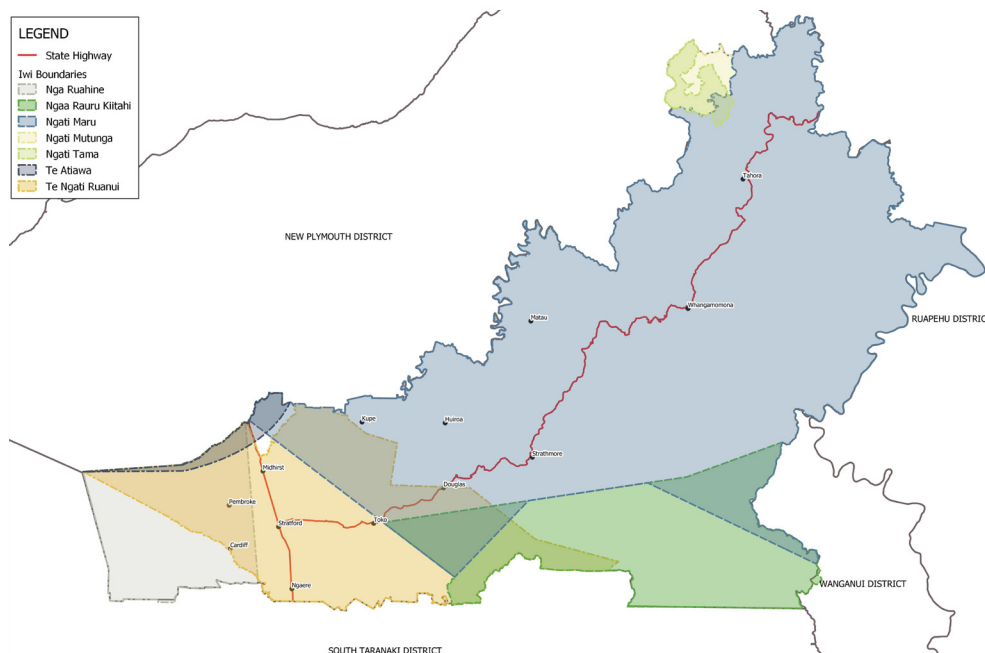 LEGEND
State Highway
Iwi Boundaries
Nga Ruahine
Ngaa Rauru Kiitahi
Ngati Maru
Ngati Mutunga
Ngati Tama
Te Atiawa
Te Ngati Ruanui
Tahora
NEW PLYMOUTH DISTRICT
Whangamomona
Matau
RUAPEHU DISTRIC
Kupe
Huiroa
Strathmore
Midhirst
Douglas
Pembroke
Stratford
Toko
Cardiff
Ngaere
WANGANUI DISTRICT
SOUTH TARANAKI DISTRICT